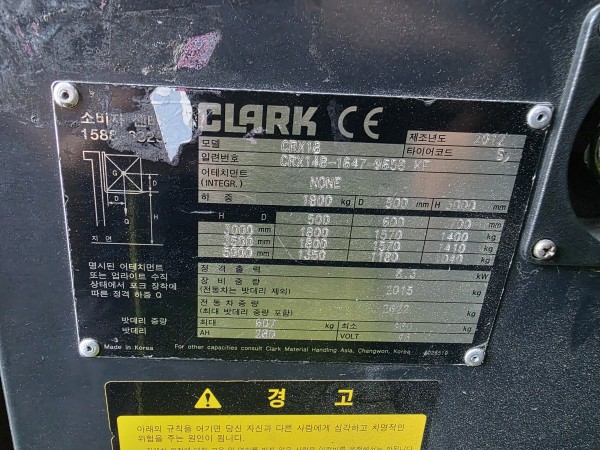 CLARK CE
모델 CRX18
제조년도 2012
일련번호 CRX148-1647-9658 KF
타이어코드
어테치먼트
(INTEGR.) NONE
하 중 1800 kg D 500 mm H mm
H D 500 600 700
3000 mm 1800 1570 1400 kg
mm 1800 1570 1410 kg
mm 1350 1180 kg
정격 출력 kW
장비 중량
(전동차는 밧데리 제외) 2015 kg
전동차 중량
(최대 밧데리 중량 포함) kg
밧데리 중량 최대 607 kg 최소 kg
밧데리 AH 280 VOLT
소비자
G
D
D
Q
H
지 면
명시된 어테치먼트
또는 업라이트 수직
상태에서 포크 장착에
따른 정격 하중 Q
Made in Korea
For other capacities consult Clark Material Handling Asia, Changwon, Korea
경 고
아래의 규칙을 어기면 당신 자신과 다른 사람에게 심각하고 치명적인
위험을 주는 원인이 됩니다.